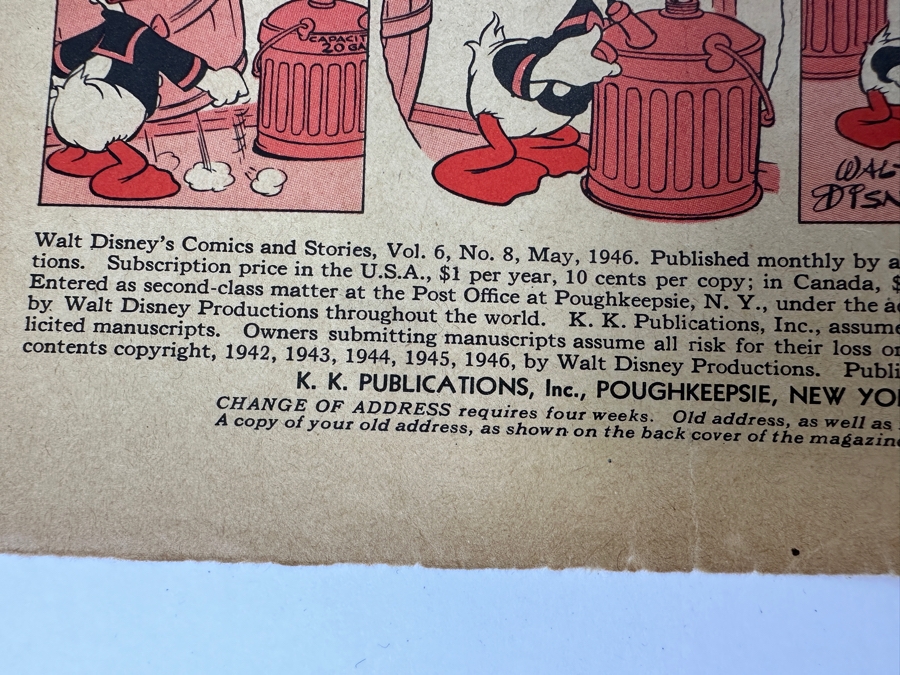 CAPACIT
20 GA
WAL
DISN
Walt Disney's Comics and Stories, Vol. 6, No. 8, May, 1946. Published monthly by a
tions. Subscription price in the U.S.A., $1 per year, 10 cents per copy; in Canada, $
Entered as second-class matter at the Post Office at Poughkeepsie, N. Y., under the a
by Walt Disney Productions throughout the world. K. K. Publications, Inc., assume
licited manuscripts. Owners submitting manuscripts assume all risk for their loss or
contents copyright, 1942, 1943, 1944, 1945, 1946, by Walt Disney Productions. Publi
K. K. PUBLICATIONS, Inc., POUGHKEEPSIE, NEW YO
CHANGE OF ADDRESS requires four weeks. Old address, as well as
A copy of your old address, as shown on the back cover of the magazin